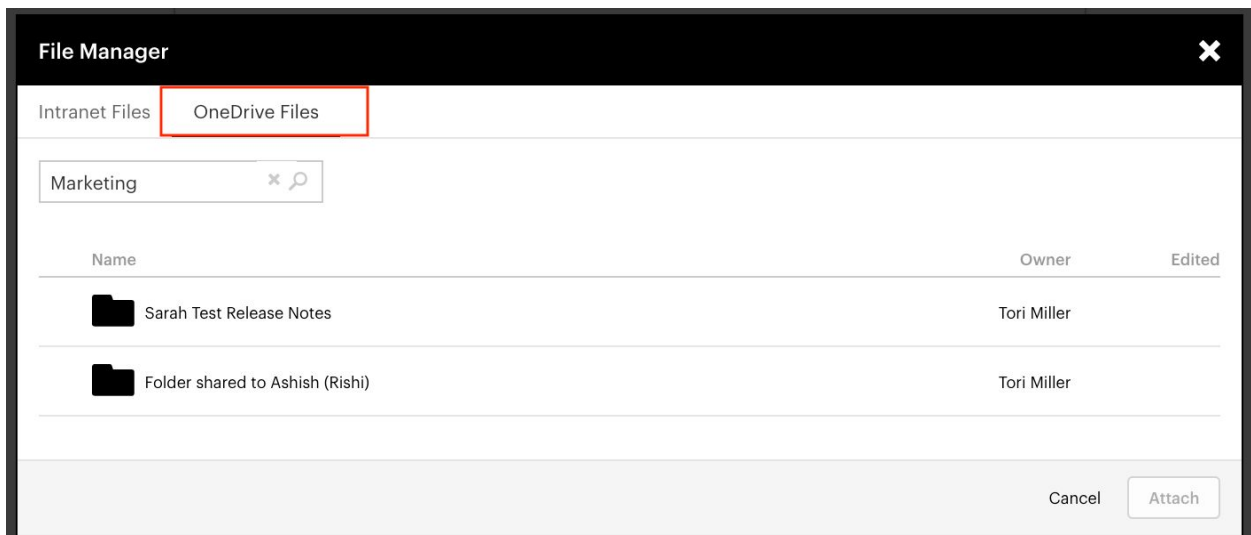 File Manager
Intranet Files OneDrive Files
Marketing
Name Owner Edited
Sarah Test Release Notes Tori Miller
Folder shared to Ashish (Rishi) Tori Miller
Cancel Attach